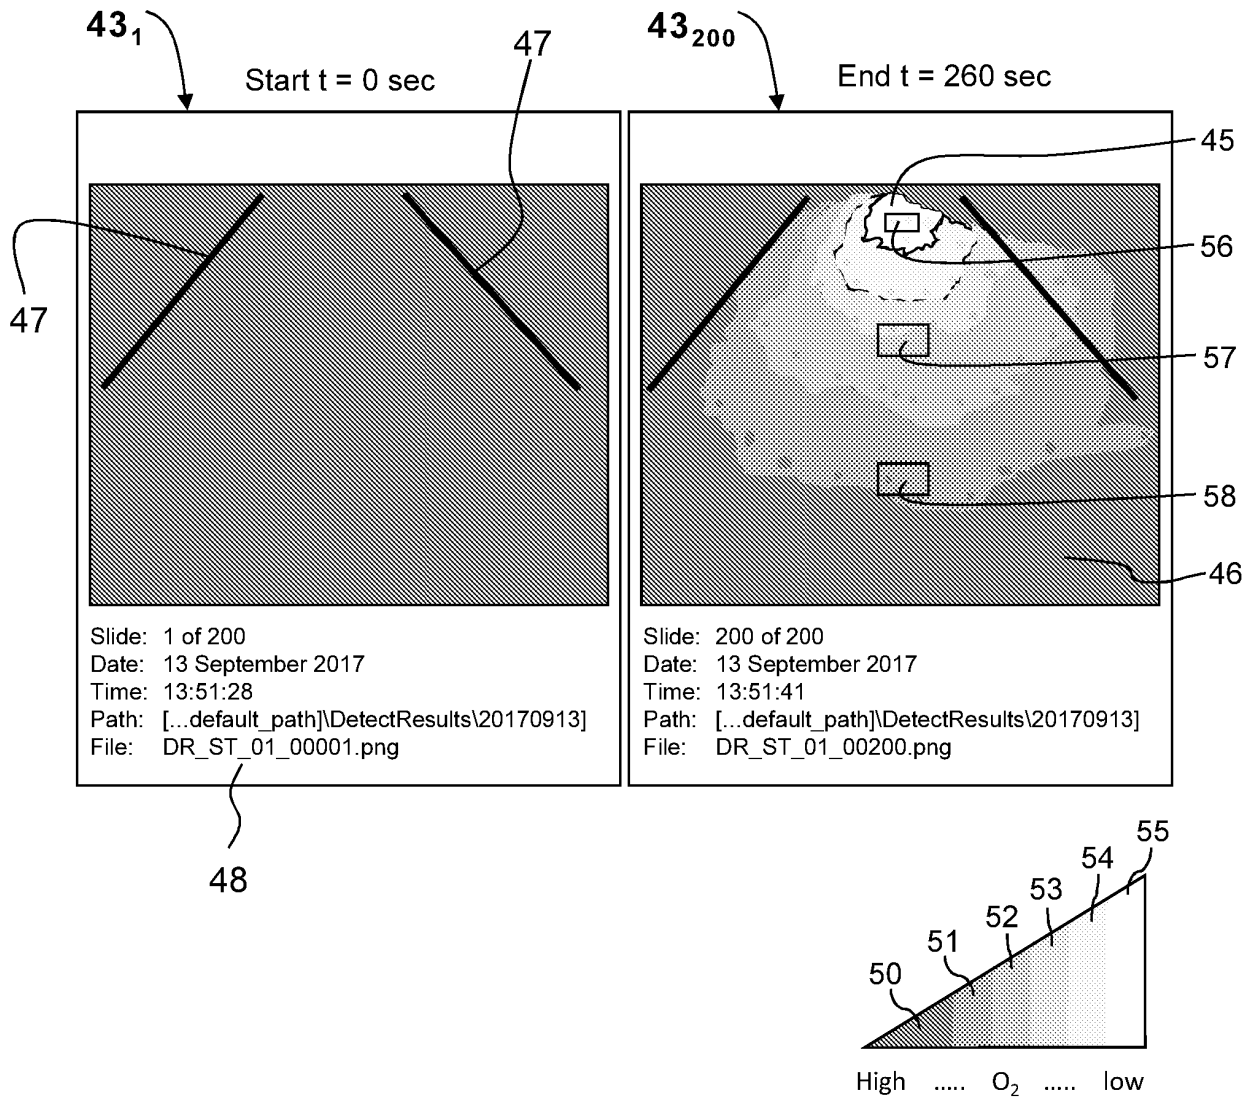 43₁
43₂₀₀
47
Start t = 0 sec
End t = 260 sec
45
56
47
57
58
46
Slide: 1 of 200
Date: 13 September 2017
Time: 13:51:28
Path: [...default_path]\DetectResults\20170913]
File: DR_ST_01_00001.png
Slide: 200 of 200
Date: 13 September 2017
Time: 13:51:41
Path: [...default_path]\DetectResults\20170913]
File: DR_ST_01_00200.png
48
55
54
53
52
51
50
High ..... O₂ ..... low